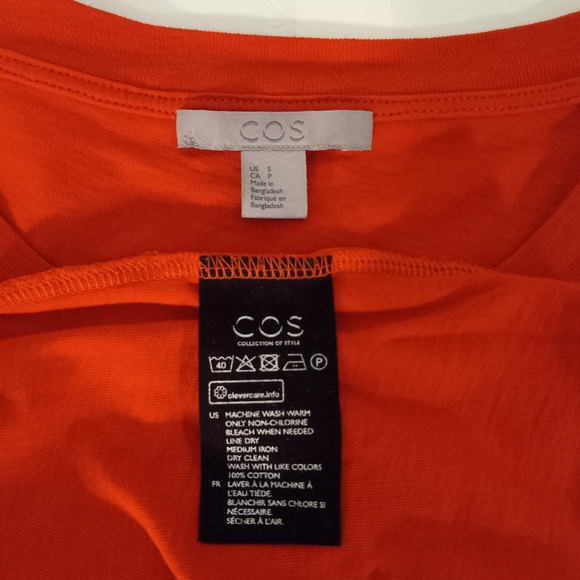 COS
US S
CA P
Made in
Bangladesh
Fabriqué en
Bangladesh
COS
COLLECTION OF STYLE
40 P
clevercare.info
US MACHINE WASH WARM
ONLY NON-CHLORINE
BLEACH WHEN NEEDED
LINE DRY
MEDIUM IRON
DRY CLEAN
WASH WITH LIKE COLORS
100% COTTON
FR LAVER À LA MACHINE À
L'EAU TIÈDE.
BLANCHIR SANS CHLORE SI
NÉCESSAIRE.
SÉCHER À L'AIR.